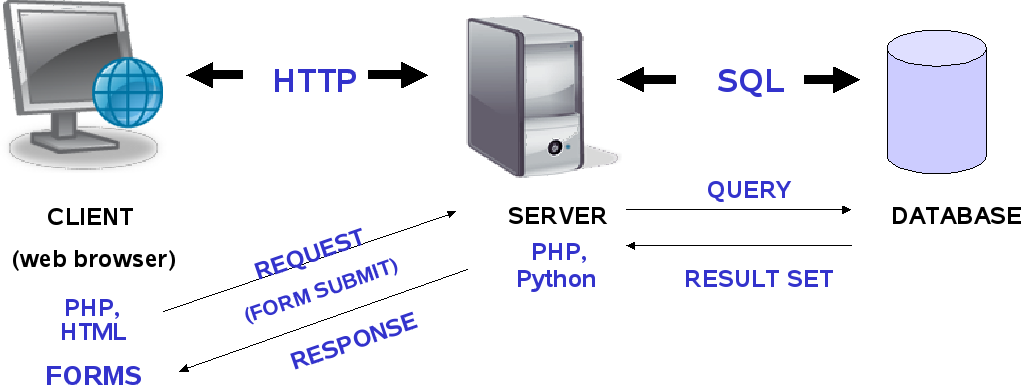 HTTP
SQL
CLIENT
(web browser)
PHP,
HTML
FORMS
REQUEST
(FORM SUBMIT)
RESPONSE
SERVER
PHP,
Python
QUERY
RESULT SET
DATABASE